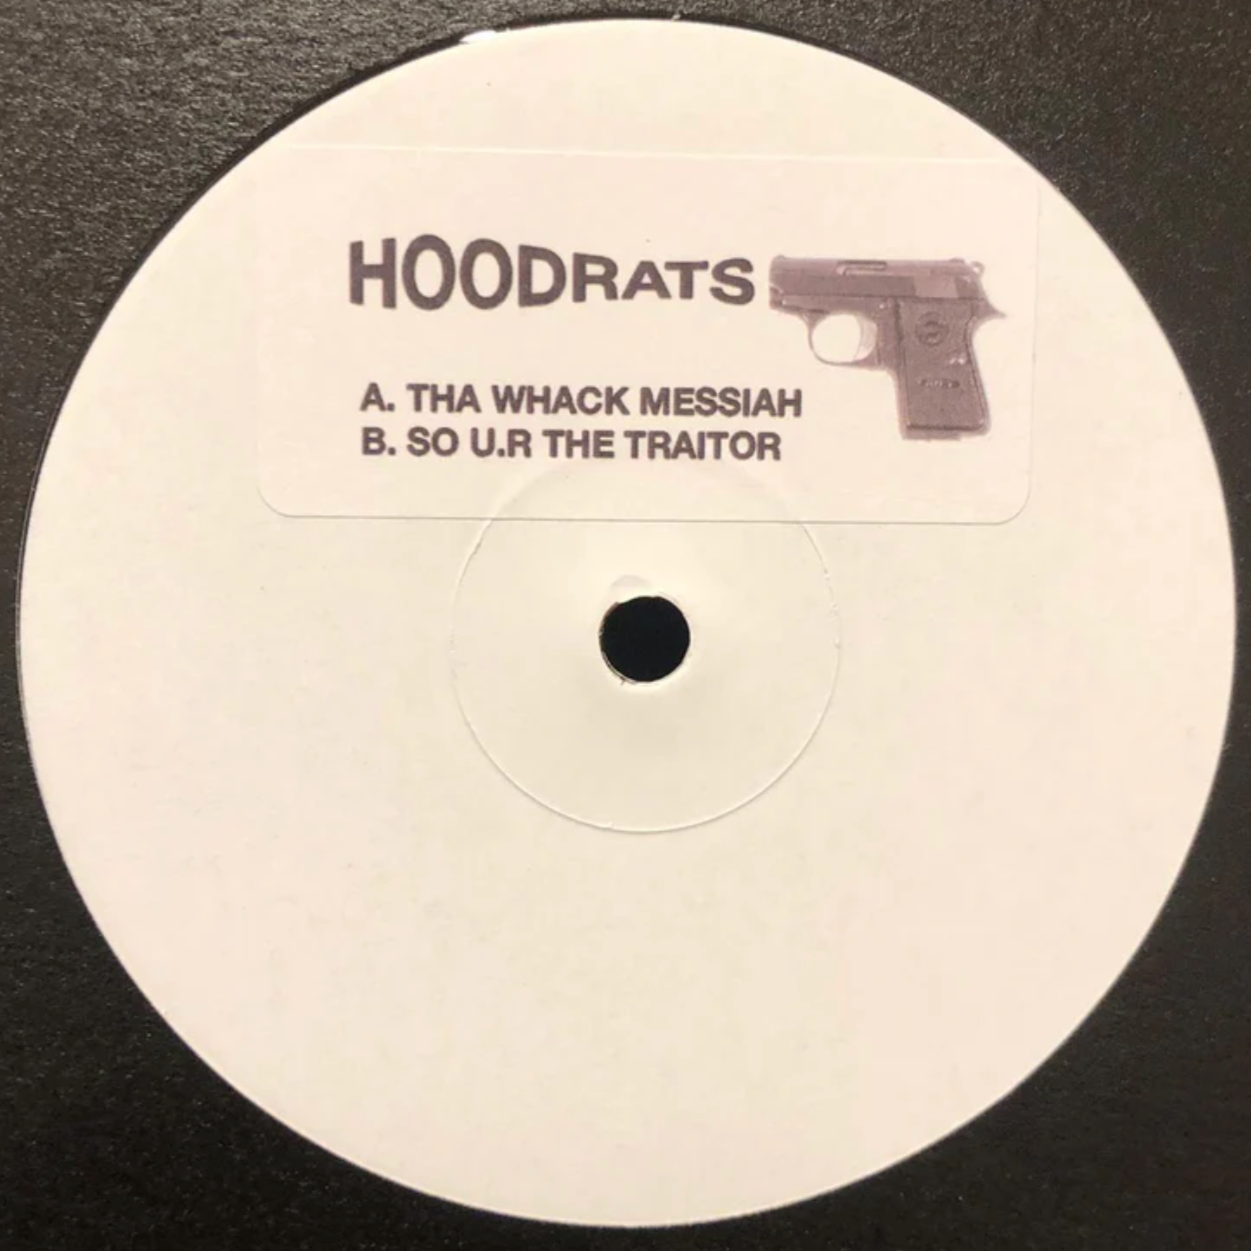 HOODRATS
A. THA WHACK MESSIAH
B. SO U.R THE TRAITOR